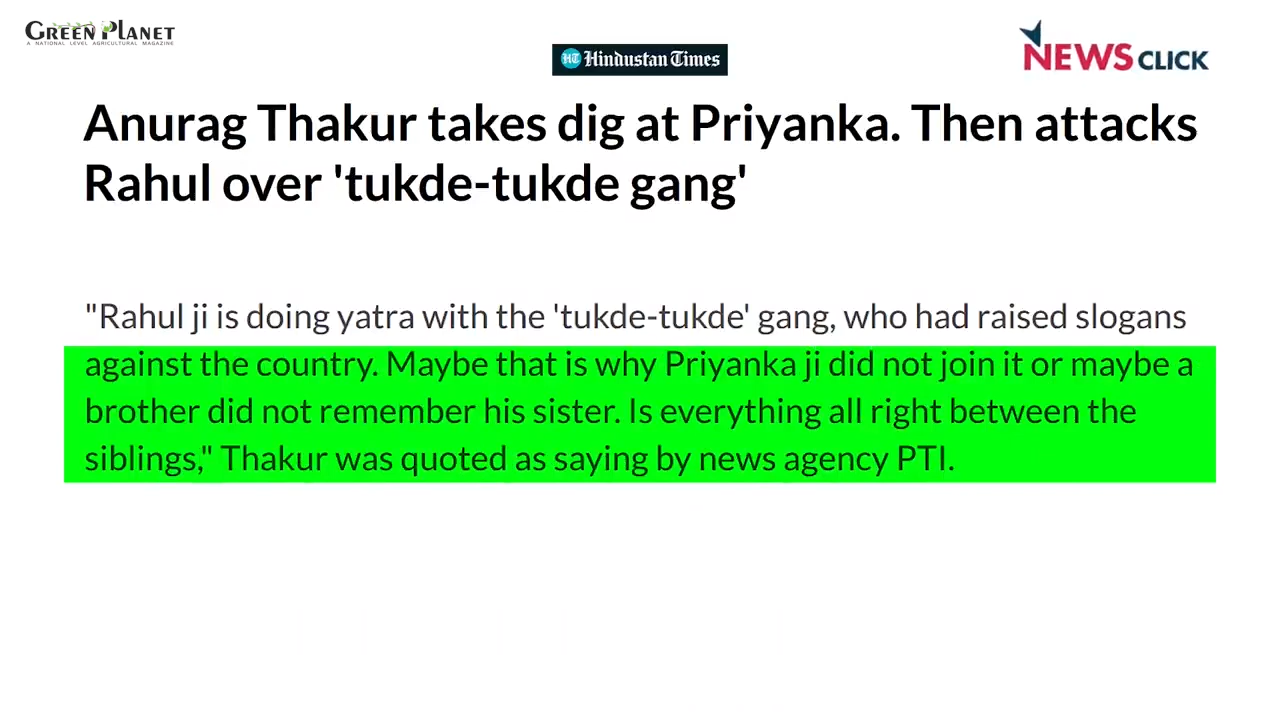 GREEN PLANET
A NATIONAL LEVEL AGRICULTURAL MAGAZINE
HT Hindustan Times
NEWS CLICK
Anurag Thakur takes dig at Priyanka. Then attacks
Rahul over 'tukde-tukde gang'
"Rahul ji is doing yatra with the 'tukde-tukde' gang, who had raised slogans
against the country. Maybe that is why Priyanka ji did not join it or maybe a
brother did not remember his sister. Is everything all right between the
siblings," Thakur was quoted as saying by news agency PTI.